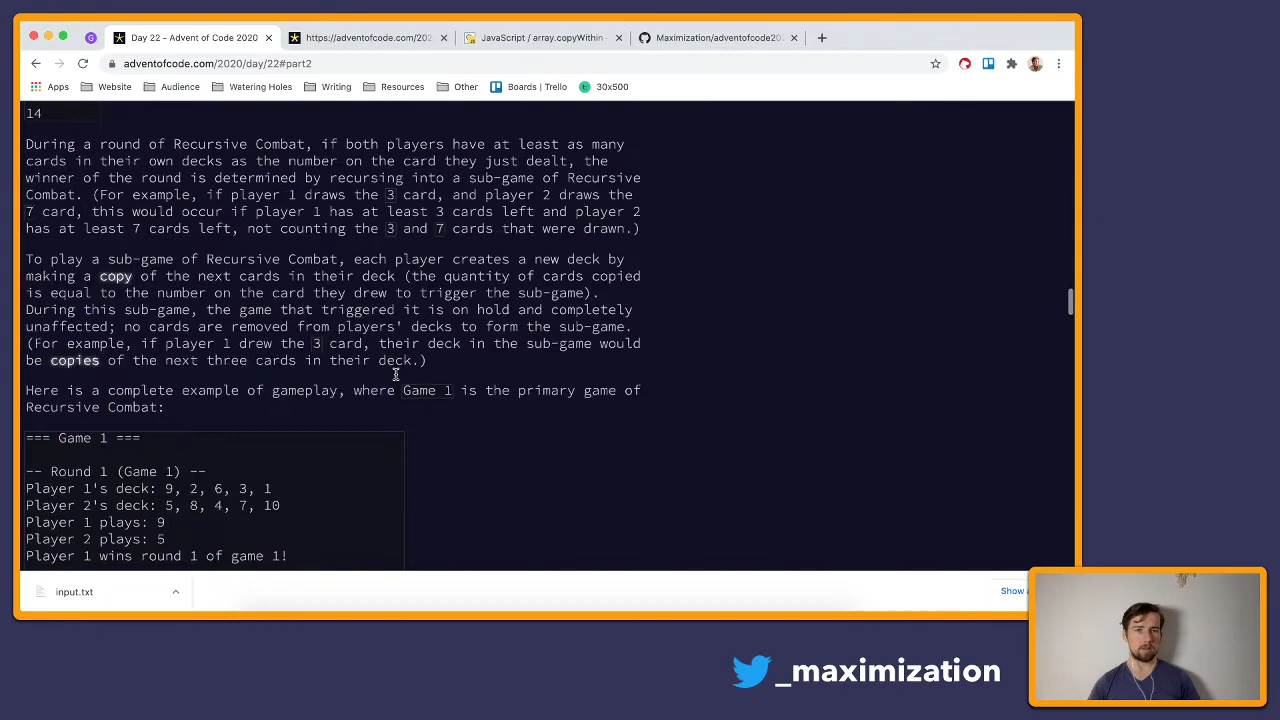 Day 22 - Advent of Code 2020
https://adventofcode.com/2020
JavaScript / array.copyWithin
Maximization/adventofcode202
adventofcode.com/2020/day/22#part2
Apps
Website
Audience
Watering Holes
Writing
Resources
Other
Boards | Trello
30x500
14
During a round of Recursive Combat, if both players have at least as many
cards in their own decks as the number on the card they just dealt, the
winner of the round is determined by recursing into a sub-game of Recursive
Combat. (For example, if player 1 draws the 3 card, and player 2 draws the
7 card, this would occur if player 1 has at least 3 cards left and player 2
has at least 7 cards left, not counting the 3 and 7 cards that were drawn.)
To play a sub-game of Recursive Combat, each player creates a new deck by
making a copy of the next cards in their deck (the quantity of cards copied
is equal to the number on the card they drew to trigger the sub-game).
During this sub-game, the game that triggered it is on hold and completely
unaffected; no cards are removed from players' decks to form the sub-game.
(For example, if player 1 drew the 3 card, their deck in the sub-game would
be copies of the next three cards in their deck.)
Here is a complete example of gameplay, where Game 1 is the primary game of
Recursive Combat:
=== Game 1 ===
-- Round 1 (Game 1) --
Player 1's deck: 9, 2, 6, 3, 1
Player 2's deck: 5, 8, 4, 7, 10
Player 1 plays: 9
Player 2 plays: 5
Player 1 wins round 1 of game 1!
input.txt
Show
_maximization